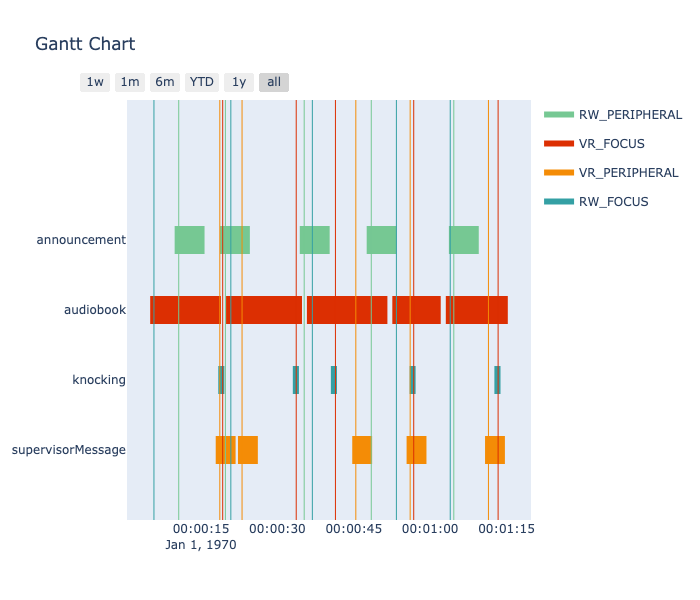 Gantt Chart
1w
1m
6m
YTD
1y
all
RW_PERIPHERAL
VR_FOCUS
VR_PERIPHERAL
RW_FOCUS
announcement
audiobook
knocking
supervisorMessage
00:00:15
00:00:30
00:00:45
00:01:00
00:01:15
Jan 1, 1970